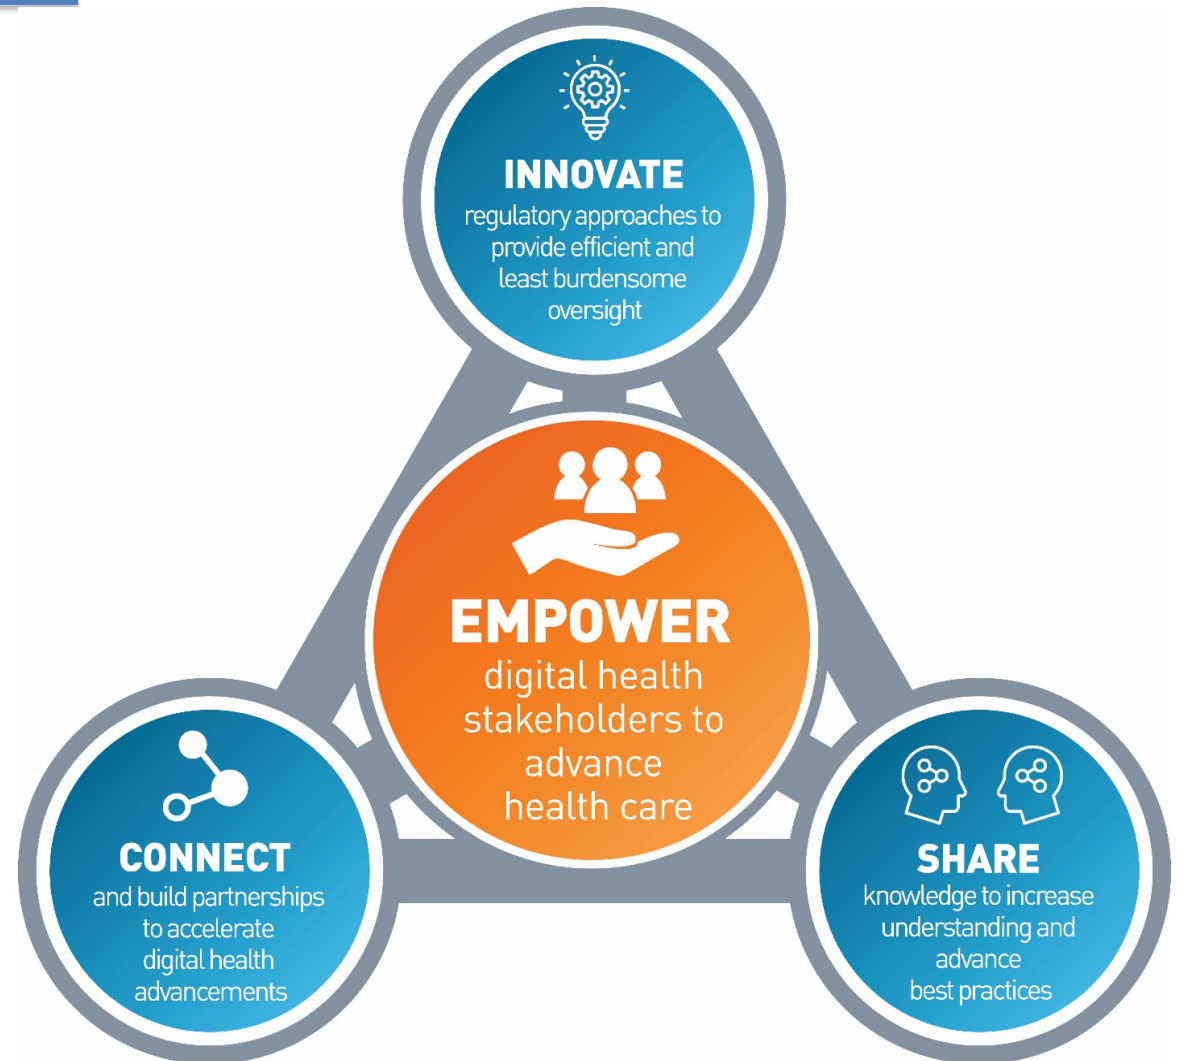 INNOVATE
regulatory approaches to
provide efficient and
least burdensome
oversight
EMPOWER
digital health
stakeholders to
advance
health care
CONNECT
and build partnerships
to accelerate
digital health
advancements
SHARE
knowledge to increase
understanding and
advance
best practices